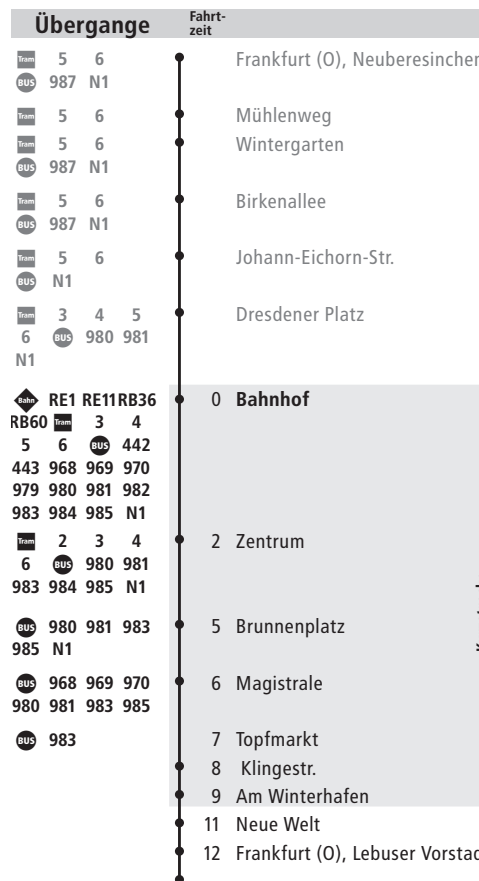 Übergange Fahrt-
zeit
Tram 5 6 Frankfurt (O),
BUS 987 N1
Tram 5 6 Mühlenweg
Tram 5 6 Wintergarten
BUS 987 N1
Tram 5 6 Birkenallee
BUS 987 N1
Tram 5 6 Johann-Eichorn-Str.
BUS N1
Tram 3 4 5 Dresdener Platz
6 BUS 980 981
N1
Bahn RE1 RE11 RB36 0 Bahnhof
RB60 Tram 3 4
5 6 BUS 442
443 968 969 970
979 980 981 982
983 984 985 N1
Tram 2 3 4 2 Zentrum
6 BUS 980 981
983 984 985 N1
BUS 980 981 983 5 Brunnenplatz
985 N1
BUS 968 969 970 6 Magistrale
980 981 983 985
BUS 983 7 Topfmarkt
8 Klingestr.
9 Am Winterhafen
11 Neue Welt
12 Frankfurt (O), Lebuser